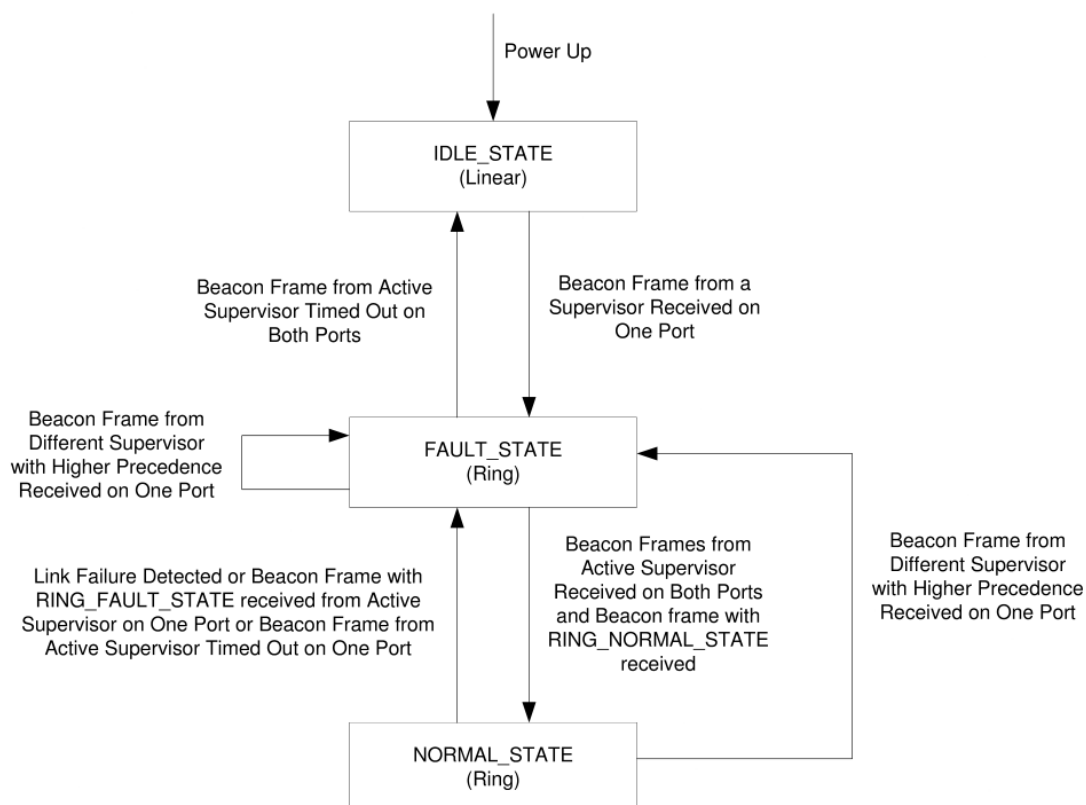 Power Up
IDLE_STATE
(Linear)
Beacon Frame from Active
Supervisor Timed Out on
Both Ports
Beacon Frame from a
Supervisor Received on
One Port
Beacon Frame from
Different Supervisor
with Higher Precedence
Received on One Port
FAULT_STATE
(Ring)
Link Failure Detected or Beacon Frame with
RING_FAULT_STATE received from Active
Supervisor on One Port or Beacon Frame from
Active Supervisor Timed Out on One Port
Beacon Frames from
Active Supervisor
Received on Both Ports
and Beacon frame with
RING_NORMAL_STATE
received
Beacon Frame from
Different Supervisor
with Higher Precedence
Received on One Port
NORMAL_STATE
(Ring)